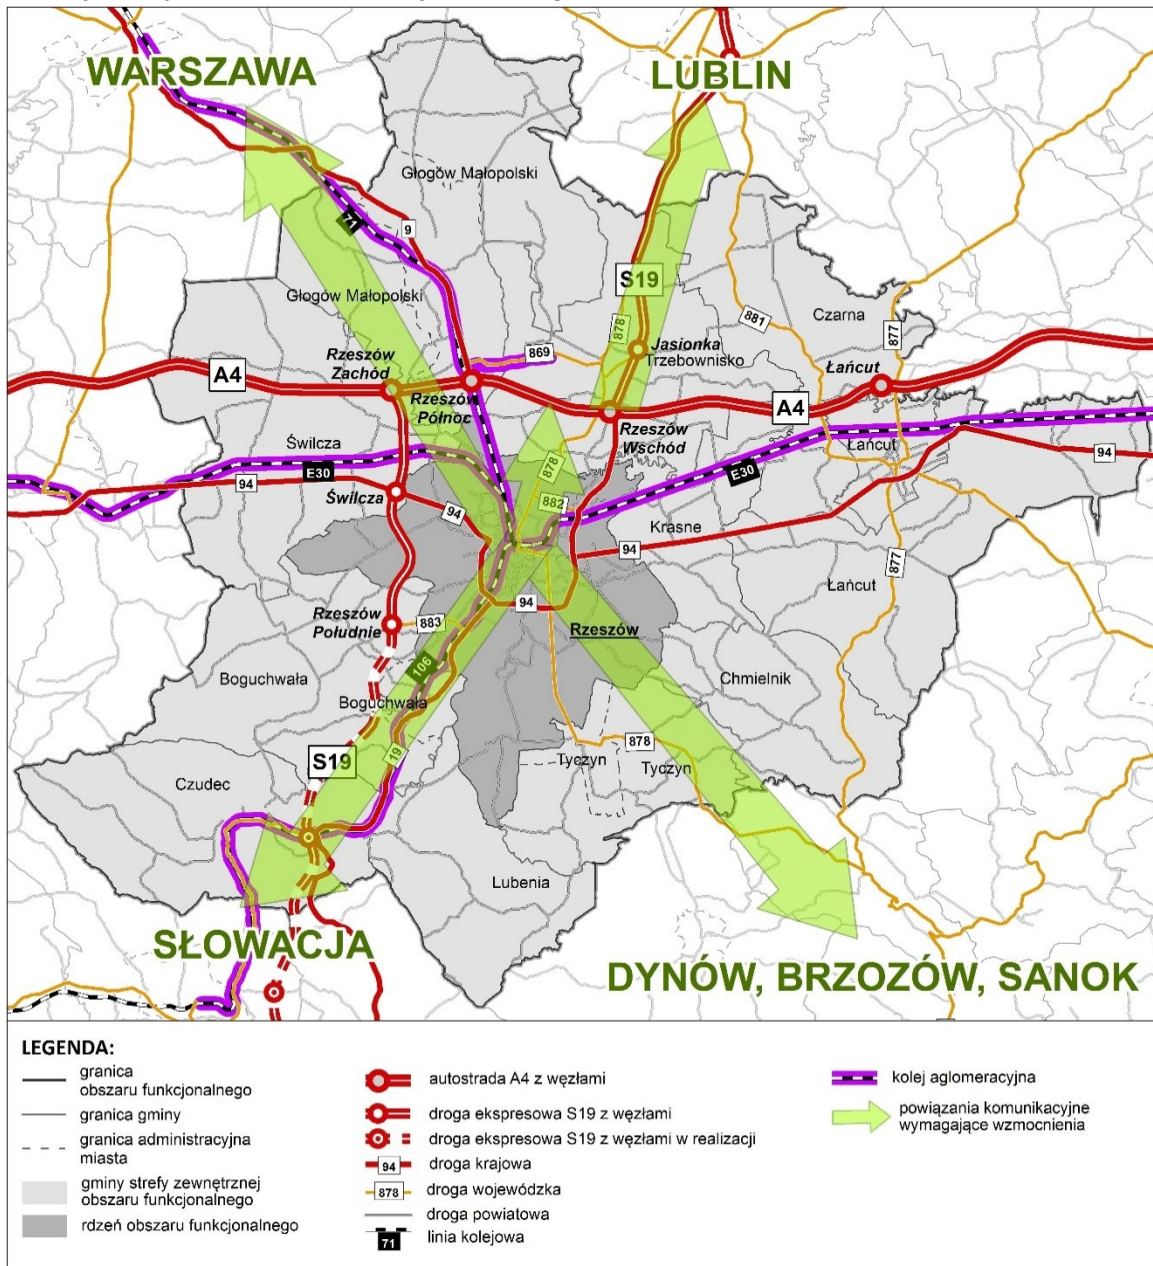 WARSZAWA
LUBLIN
Głogów Małopolski
71
9
S19
Głogów Małopolski
878
881
Czarna
877
Jasionka
Trzebownisko
869
Rzeszów
Zachód
A4
Łańcut
Rzeszów
Północ
A4
Rzeszów
Wschód
Świlcza
Łańcut
E30
94
878
E30
94
Świlcza
94
882
Krasne
94
877
Łańcut
94
Rzeszów
Południe
883
Rzeszów
106
Boguchwała
Chmielnik
Boguchwała
878
S19
19
Tyczyn
Tyczyn
Czudec
Lubenia
SŁOWACJA
DYNÓW, BRZOZÓW, SANOK
LEGENDA:
granica
obszaru funkcjonalnego
granica gminy
granica administracyjna
miasta
gminy strefy zewnętrznej
obszaru funkcjonalnego
rdzeń obszaru funkcjonalnego
autostrada A4 z węzłami
droga ekspresowa S19 z węzłami
droga ekspresowa S19 z węzłami w realizacji
94 droga krajowa
878 droga wojewódzka
droga powiatowa
71 linia kolejowa
kolej aglomeracyjna
powiązania komunikacyjne
wymagające wzmocnienia